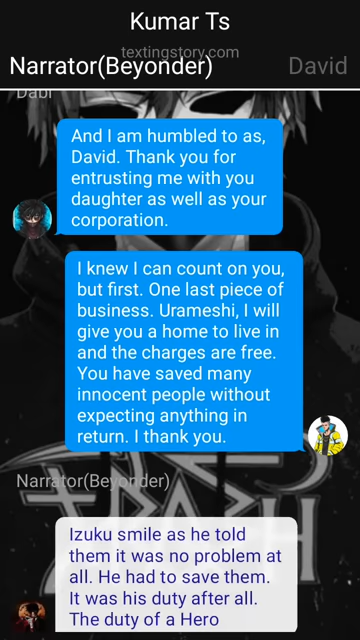 Kumar Ts
textingstory.com
Narrator(Beyonder) David
Dabi
And I am humbled to as,
David. Thank you for
entrusting me with you
daughter as well as your
corporation.
I knew I can count on you,
but first. One last piece of
business. Urameshi, I will
give you a home to live in
and the charges are free.
You have saved many
innocent people without
expecting anything in
return. I thank you.
Narrator(Beyonder)
Izuku smile as he told
them it was no problem at
all. He had to save them.
It was his duty after all.
The duty of a Hero